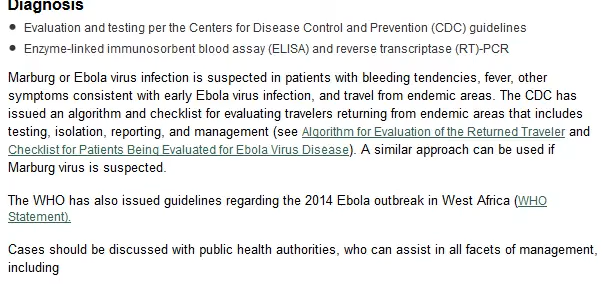 Diagnosis
Evaluation and testing per the Centers for Disease Control and Prevention (CDC) guidelines
Enzyme-linked immunosorbent blood assay (ELISA) and reverse transcriptase (RT)-PCR
Marburg or Ebola virus infection is suspected in patients with bleeding tendencies, fever, other
symptoms consistent with early Ebola virus infection, and travel from endemic areas. The CDC has
issued an algorithm and checklist for evaluating travelers returning from endemic areas that includes
testing, isolation, reporting, and management (see Algorithm for Evaluation of the Returned Traveler and
Checklist for Patients Being Evaluated for Ebola Virus Disease). A similar approach can be used if
Marburg virus is suspected.
The WHO has also issued guidelines regarding the 2014 Ebola outbreak in West Africa (WHO
Statement).
Cases should be discussed with public health authorities, who can assist in all facets of management,
including